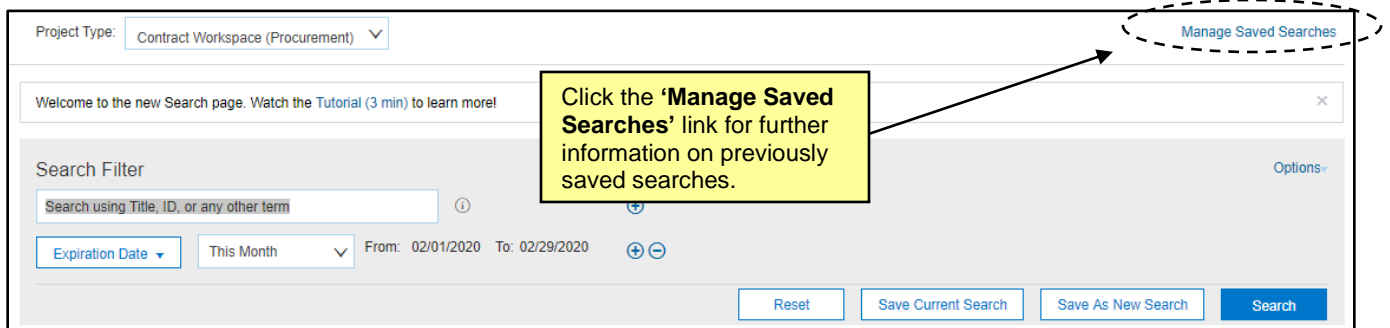 Project Type: Contract Workspace (Procurement) Manage Saved Searches
Welcome to the new Search page. Watch the Tutorial (3 min) to learn more!
Click the ‘Manage Saved
Searches’ link for further
information on previously
saved searches.
Search Filter Options
Search using Title, ID, or any other term
Expiration Date This Month From: 02/01/2020 To: 02/29/2020
Reset Save Current Search Save As New Search Search